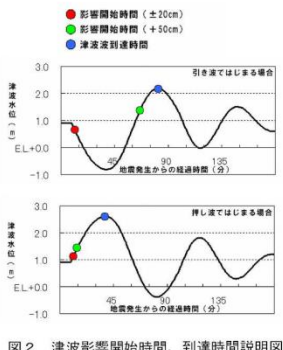 影響開始時間（±20cm）
影響開始時間（＋50cm）
津波波到達時間
引き波ではじまる場合
津波水位（m）
3.0
2.0
1.0
EL+0.0
-1.0
45
90
135
地震発生からの経過時間（分）
押し波ではじまる場合
津波水位（m）
3.0
2.0
1.0
EL+0.0
-1.0
45
90
135
地震発生からの経過時間（分）
図2　津波影響開始時間、到達時間説明図